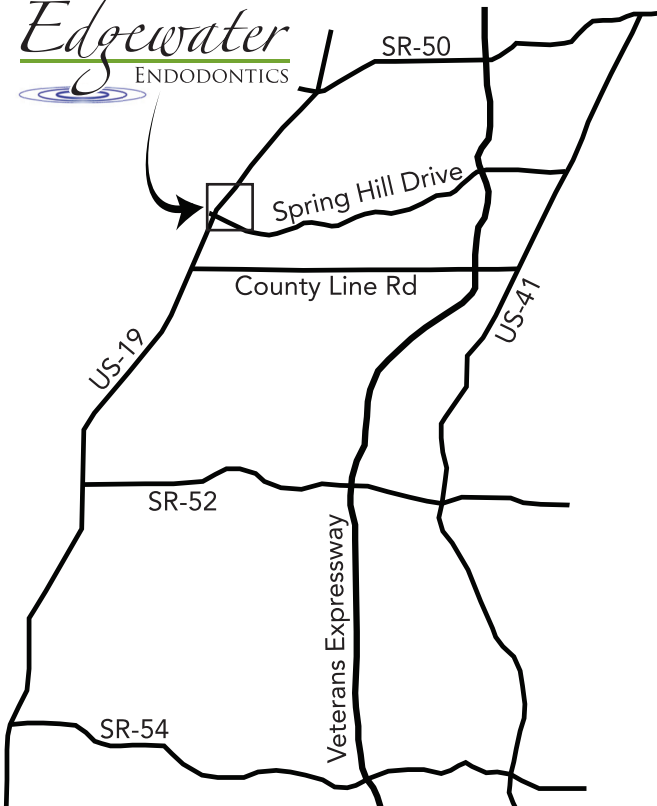 Edgewater
ENDODONTICS
SR-50
Spring Hill Drive
County Line Rd
US-41
US-19
SR-52
Veterans Expressway
SR-54